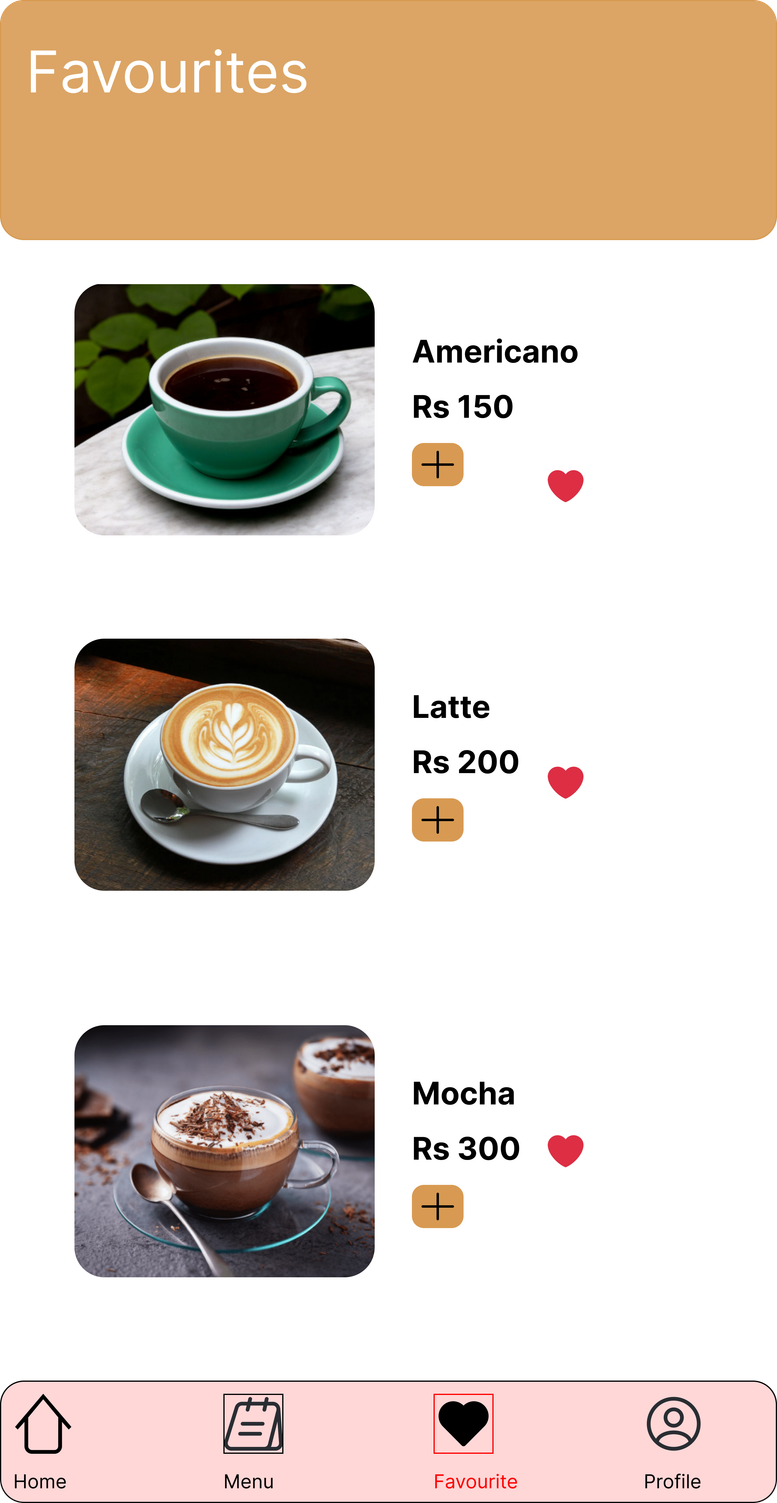 Favourites
Americano
Rs 150
Latte
Rs 200
Mocha
Rs 300
Home
Menu
Favourite
Profile